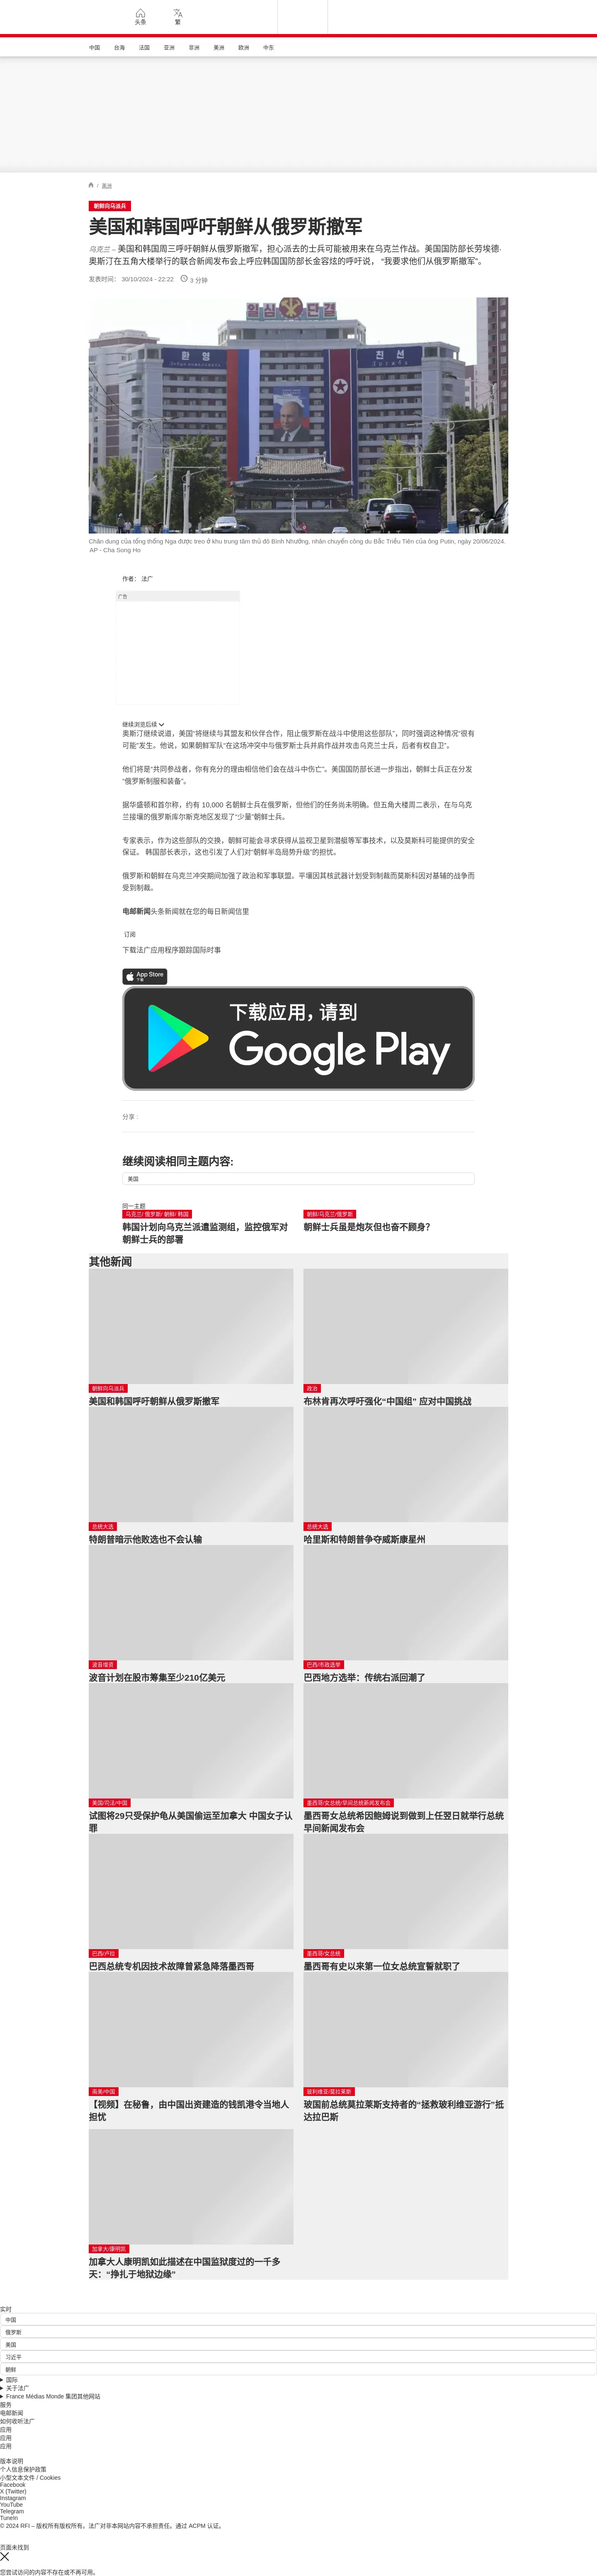 头条
繁
中国 台海 法国 亚洲 非洲 美洲 欧洲 中东
/ 美洲
朝鲜向乌派兵
美国和韩国呼吁朝鲜从俄罗斯撤军
乌克兰 – 美国和韩国周三呼吁朝鲜从俄罗斯撤军，担心派去的士兵可能被用来在乌克兰作战。美国国防部长劳埃德·
奥斯汀在五角大楼举行的联合新闻发布会上呼应韩国国防部长金容炫的呼吁说， “我要求他们从俄罗斯撤军”。
发表时间： 30/10/2024 - 22:22 3 分钟
임실일심단결
환영
친선
Chân dung của tổng thống Nga được treo ở khu trung tâm thủ đô Bình Nhưỡng, nhân chuyến công du Bắc Triều Tiên của ông Putin, ngày 20/06/2024.
AP - Cha Song Ho
作者： 法广
广告
继续浏览后续
奥斯汀继续说道，美国“将继续与其盟友和伙伴合作，阻止俄罗斯在战斗中使用这些部队”，同时强调这种情况“很有
可能”发生。他说，如果朝鲜军队“在这场冲突中与俄罗斯士兵并肩作战并攻击乌克兰士兵，后者有权自卫”。
他们将是“共同参战者，你有充分的理由相信他们会在战斗中伤亡”。美国国防部长进一步指出，朝鲜士兵正在分发
“俄罗斯制服和装备”。
据华盛顿和首尔称，约有 10,000 名朝鲜士兵在俄罗斯，但他们的任务尚未明确。但五角大楼周二表示，在与乌克
兰接壤的俄罗斯库尔斯克地区发现了“少量”朝鲜士兵。
专家表示，作为这些部队的交换，朝鲜可能会寻求获得从监视卫星到潜艇等军事技术，以及莫斯科可能提供的安全
保证。 韩国部长表示，这也引发了人们对“朝鲜半岛局势升级”的担忧。
俄罗斯和朝鲜在乌克兰冲突期间加强了政治和军事联盟。平壤因其核武器计划受到制裁而莫斯科因对基辅的战争而
受到制裁。
电邮新闻头条新闻就在您的每日新闻信里
订阅
下载法广应用程序跟踪国际时事
App Store
下载
下载应用，请到
Google Play
分享 :
继续阅读相同主题内容:
美国
同一主题
乌克兰/ 俄罗斯/ 朝鲜/ 韩国
韩国计划向乌克兰派遣监测组，监控俄军对
朝鲜士兵的部署
朝鲜/乌克兰/俄罗斯
朝鲜士兵虽是炮灰但也奋不顾身？
其他新闻
朝鲜向乌派兵
美国和韩国呼吁朝鲜从俄罗斯撤军
政治
布林肯再次呼吁强化“中国组” 应对中国挑战
总统大选
特朗普暗示他败选也不会认输
总统大选
哈里斯和特朗普争夺威斯康星州
波音增资
波音计划在股市筹集至少210亿美元
巴西/市政选举
巴西地方选举：传统右派回潮了
美国/司法/中国
试图将29只受保护龟从美国偷运至加拿大 中国女子认
罪
墨西哥/女总统/早间总统新闻发布会
墨西哥女总统希因鲍姆说到做到上任翌日就举行总统
早间新闻发布会
巴西/卢拉
巴西总统专机因技术故障曾紧急降落墨西哥
墨西哥/女总统
墨西哥有史以来第一位女总统宣誓就职了
南美/中国
【视频】在秘鲁，由中国出资建造的钱凯港令当地人
担忧
玻利维亚/莫拉莱斯
玻国前总统莫拉莱斯支持者的“拯救玻利维亚游行”抵
达拉巴斯
加拿大/康明凯
加拿大人康明凯如此描述在中国监狱度过的一千多
天：“挣扎于地狱边缘”
实时
中国
俄罗斯
美国
习近平
朝鲜
国际
关于法广
France Médias Monde 集团其他网站
服务
电邮新闻
如何收听法广
应用
应用
应用
版本说明
个人信息保护政策
小型文本文件 / Cookies
Facebook
X (Twitter)
Instagram
YouTube
Telegram
TuneIn
© 2024 RFI – 版权所有版权所有。法广对非本网站内容不承担责任。通过 ACPM 认证。
页面未找到
您尝试访问的内容不存在或不再可用。